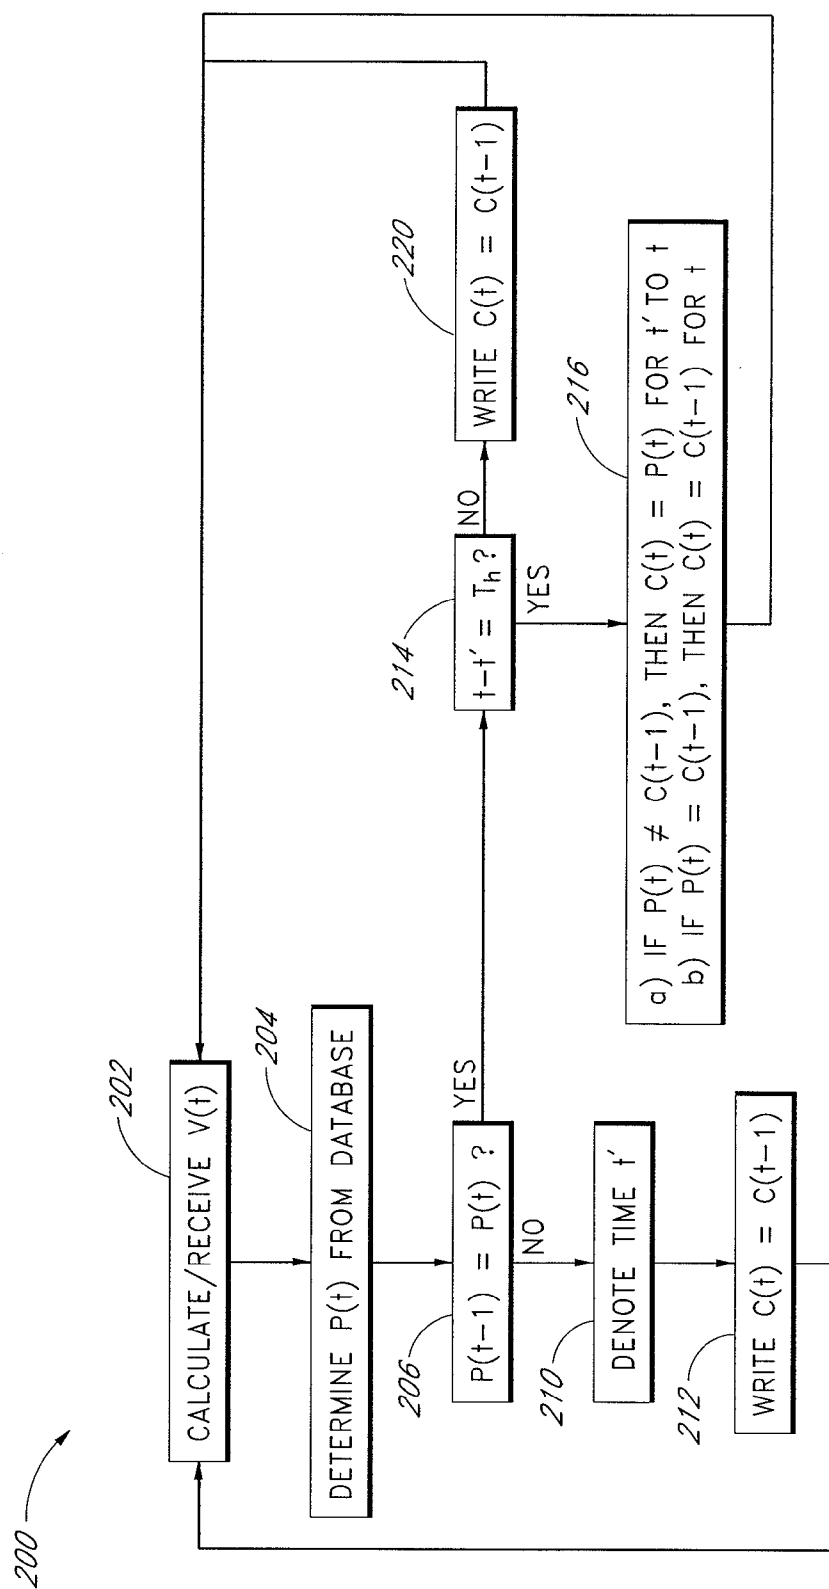 200
202
CALCULATE/RECEIVE V(t)
204
DETERMINE P(t) FROM DATABASE
206
P(t-1) = P(t) ?
YES
NO
210
DENOTE TIME t'
212
WRITE C(t) = C(t-1)
214
t-t' = Th?
NO
YES
220
WRITE C(t) = C(t-1)
216
a) IF P(t) ≠ C(t-1), THEN C(t) = P(t) FOR t' TO t
b) IF P(t) = C(t-1), THEN C(t) = C(t-1) FOR t